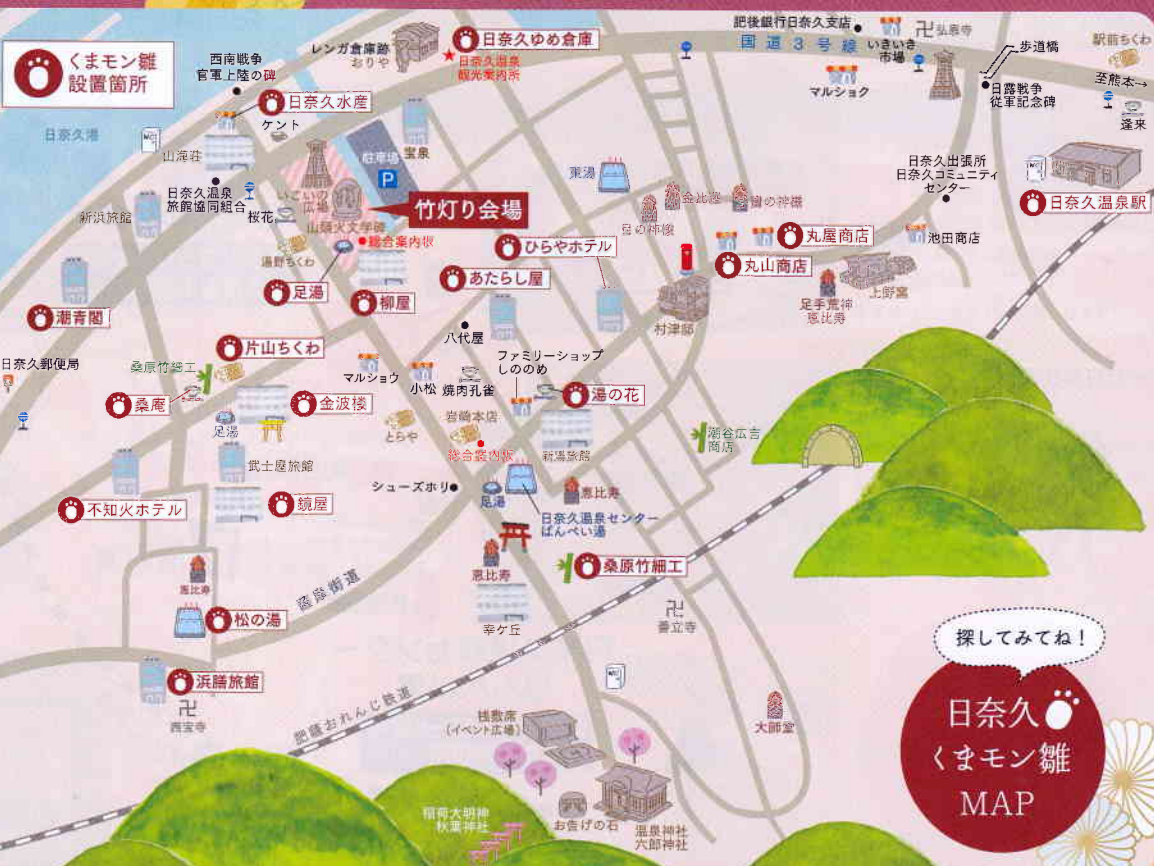 くまモン雛
設置箇所
西南戦争
官軍上陸の碑
レンガ倉庫跡
おりや
日奈久ゆめ倉庫
日奈久温泉
観光案内所
肥後銀行日奈久支店
国道3号線
いきいき
市場
弘恩寺
マルショク
歩道橋
日露戦争
従軍記念碑
駅前ちくわ
至熊本→
蓬来
日奈久港
日奈久水産
ケント
山海荘
日奈久温泉
旅館協同組合
桜花
新浜旅館
いこいの
広場
山頭火文学碑
駐車場
P
宝泉
竹灯り会場
総合案内板
湯野ちくわ
足湯
柳屋
東湯
金比羅
日奈久出張所
日奈久コミュニティ
センター
日奈久温泉駅
ひらやホテル
あたらし屋
丸屋商店
丸山商店
池田商店
足手荒神
恵比寿
上野窯
村津邸
潮青閣
日奈久郵便局
片山ちくわ
桑原竹細工
桑庵
金波楼
足湯
武士屋旅館
不知火ホテル
鏡屋
八代屋
マルショウ
小松
焼肉孔雀
ファミリーショップ
しののめ
湯の花
とらや
岩崎本店
総合案内板
新湯旅館
潮谷広吉
商店
シューズホリ
足湯
恵比寿
日奈久温泉センター
ばんぺい湯
恵比寿
桑原竹細工
幸ケ丘
善立寺
恵比寿
薩摩街道
松の湯
浜膳旅館
西宝寺
肥薩おれんじ鉄道
桟敷席
(イベント広場)
大師堂
稲荷大明神
秋葉神社
お告げの石
温泉神社
六郎神社
探してみてね!
日奈久
くまモン雛
MAP